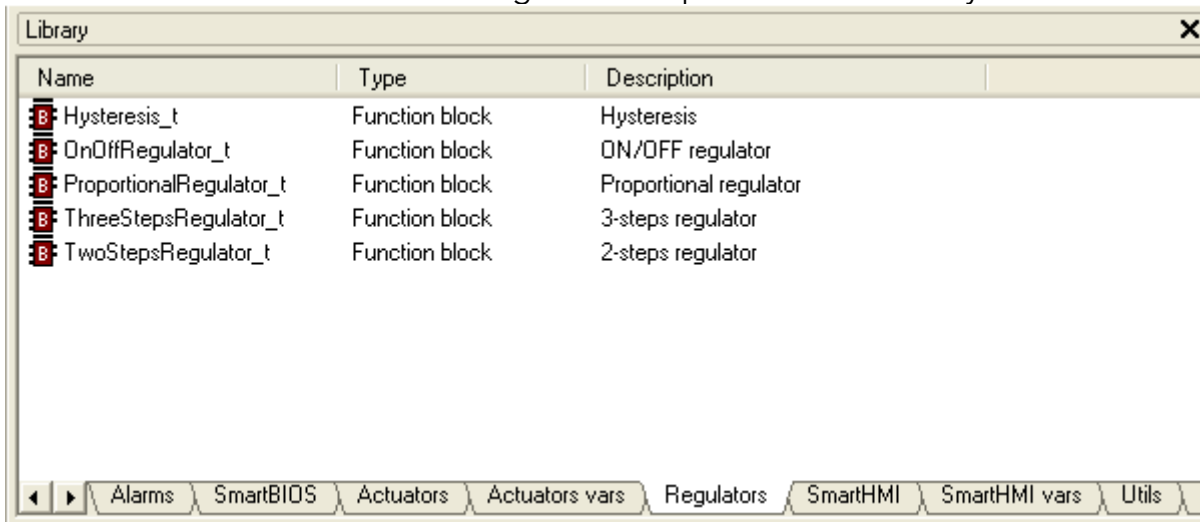 Library
Name Type Description
B Hysteresis_t Function block Hysteresis
B OnOffRegulator_t Function block ON/OFF regulator
B ProportionalRegulator_t Function block Proportional regulator
B ThreeStepsRegulator_t Function block 3-steps regulator
B TwoStepsRegulator_t Function block 2-steps regulator
Alarms SmartBIOS Actuators Actuators vars Regulators SmartHMI SmartHMI vars Utils